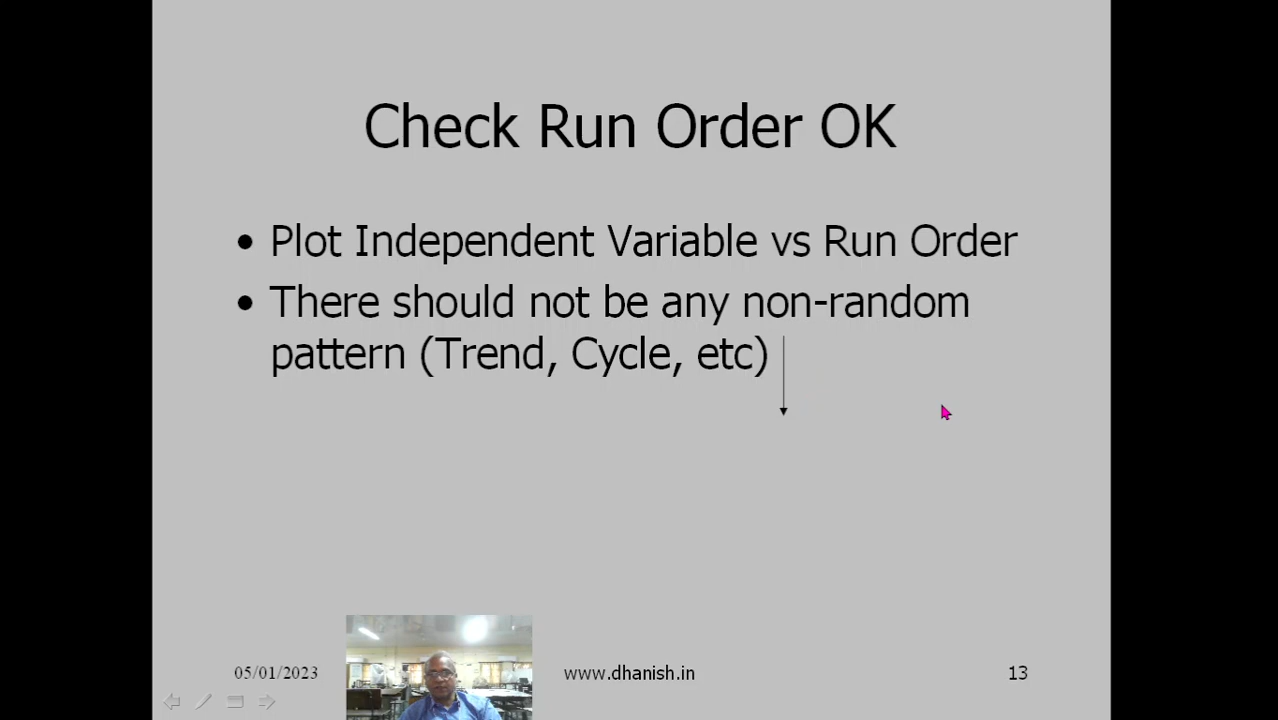 Check Run Order OK
• Plot Independent Variable vs Run Order
• There should not be any non-random
pattern (Trend, Cycle, etc)
05/01/2023
www.dhanish.in
13